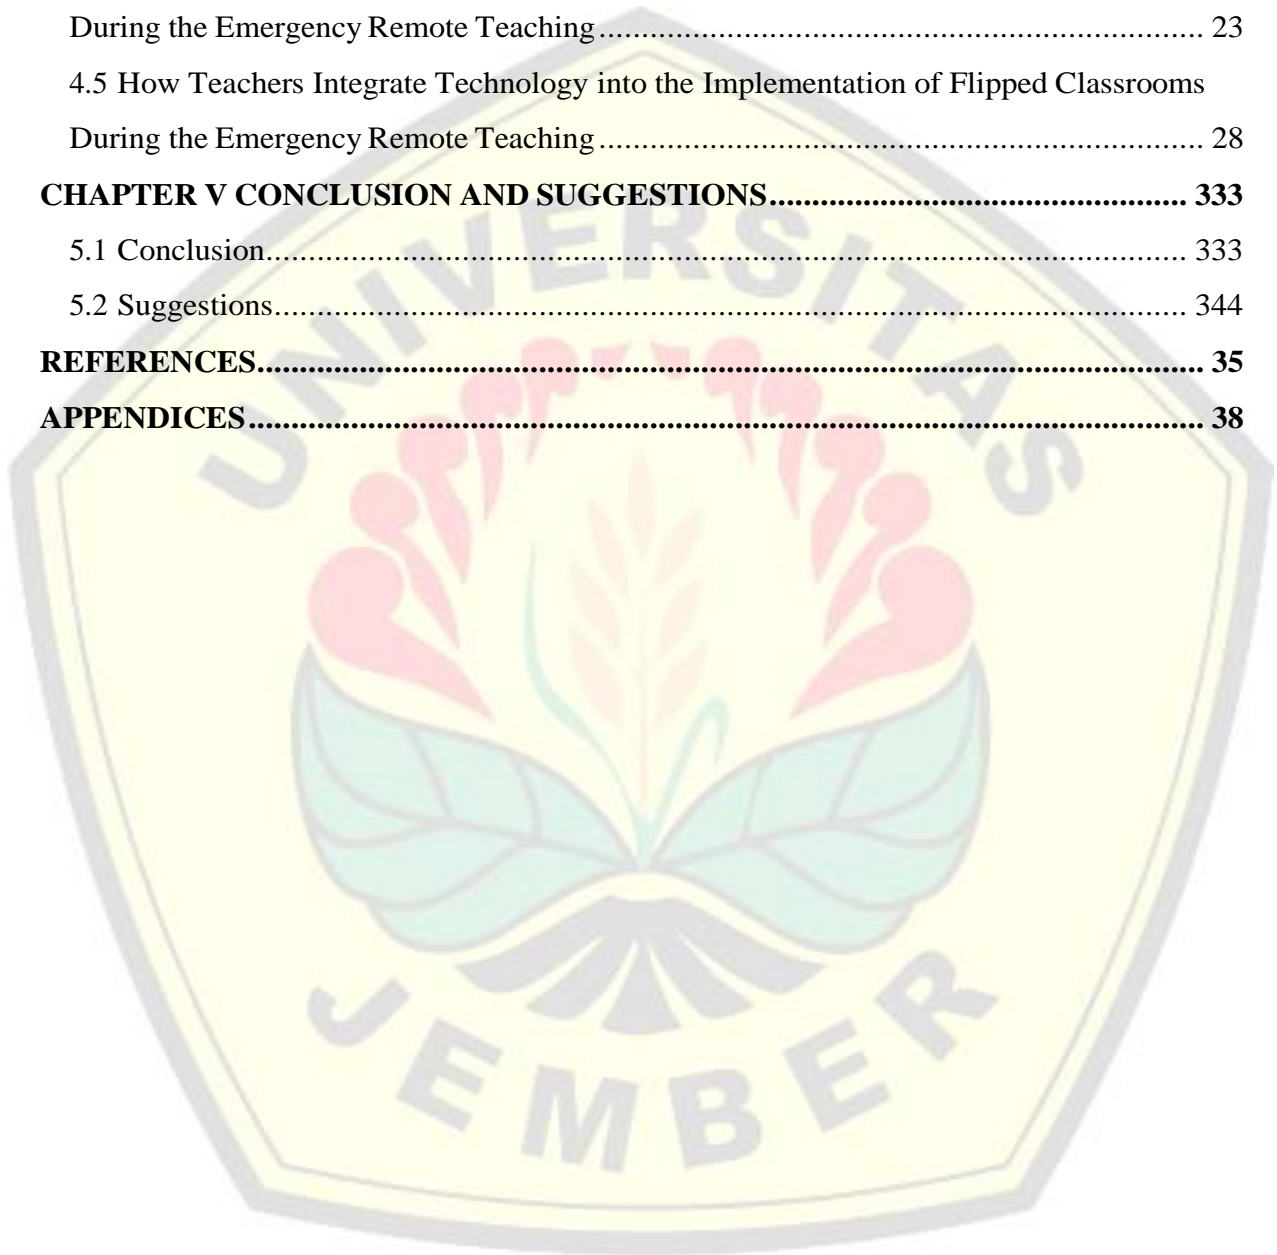 During the Emergency Remote Teaching........................................................................... 23
4.5 How Teachers Integrate Technology into the Implementation of Flipped Classrooms
During the Emergency Remote Teaching........................................................................... 28
CHAPTER V CONCLUSION AND SUGGESTIONS.................................................... 333
5.1 Conclusion................................................................................................................. 333
5.2 Suggestions................................................................................................................ 344
REFERENCES..................................................................................................................... 35
APPENDICES...................................................................................................................... 38
UNIVERSITAS
JEMBER